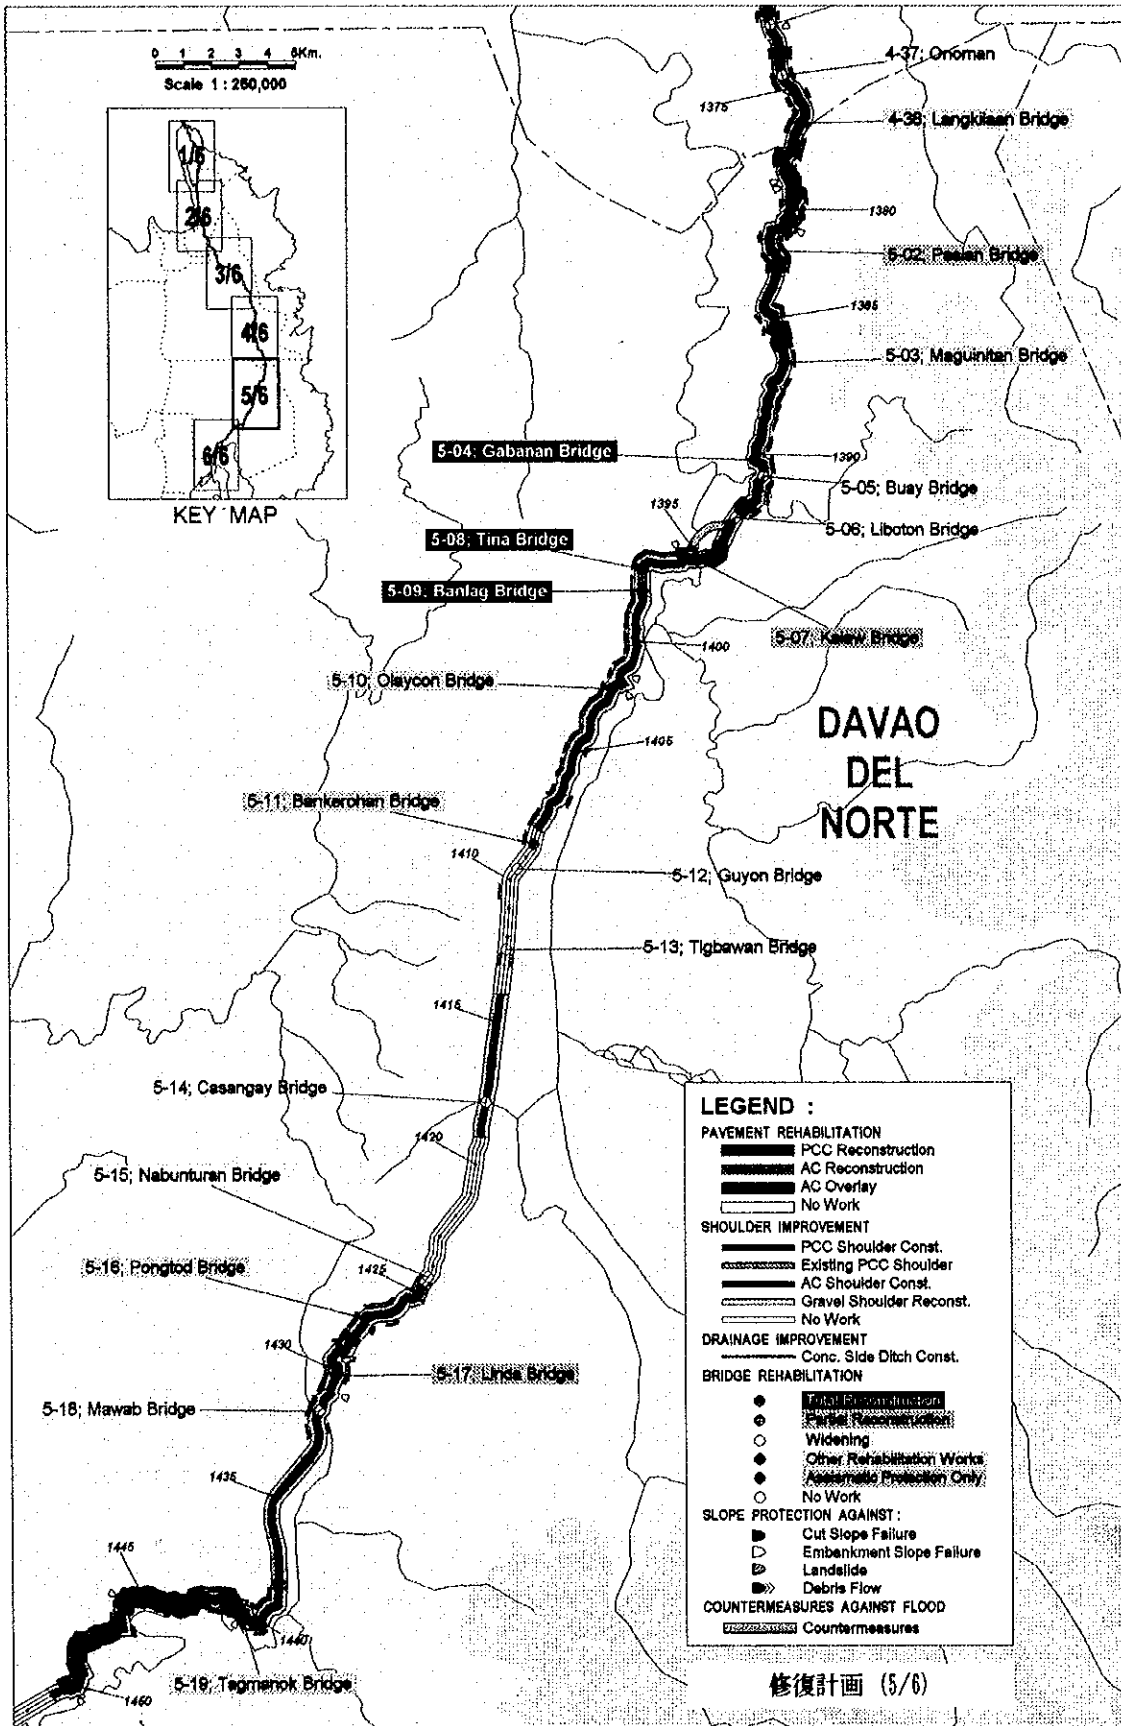 0 1 2 3 4 5Km.
Scale 1 : 250,000
1/6
2/6
3/6
4/6
5/6
6/6
KEY MAP
4-37; Onoman
1375
4-38; Langkilaan Bridge
1380
5-02; Pasian Bridge
1385
5-03; Maguinitan Bridge
5-04; Gabanan Bridge
1390
5-05; Buay Bridge
1395
5-06; Liboton Bridge
5-08; Tina Bridge
5-09; Banlag Bridge
5-07; Kalaw Bridge
1400
5-10; Olaycon Bridge
DAVAO
DEL
NORTE
1405
5-11; Bankerohan Bridge
1410
5-12; Guyon Bridge
5-13; Tigbawan Bridge
1415
5-14; Casangay Bridge
1420
5-15; Nabunturan Bridge
5-16; Pongtod Bridge
1425
1430
5-17; Linda Bridge
5-18; Mawab Bridge
1435
1445
1440
5-19; Tagmanok Bridge
1450
LEGEND :
PAVEMENT REHABILITATION
PCC Reconstruction
AC Reconstruction
AC Overlay
No Work
SHOULDER IMPROVEMENT
PCC Shoulder Const.
Existing PCC Shoulder
AC Shoulder Const.
Gravel Shoulder Reconst.
No Work
DRAINAGE IMPROVEMENT
Conc. Side Ditch Const.
BRIDGE REHABILITATION
Total Reconstruction
Partial Reconstruction
Widening
Other Rehabilitation Works
Asseismatic Protection Only
No Work
SLOPE PROTECTION AGAINST :
Cut Slope Failure
Embankment Slope Failure
Landslide
Debris Flow
COUNTERMEASURES AGAINST FLOOD
Countermeasures
修復計画 (5/6)